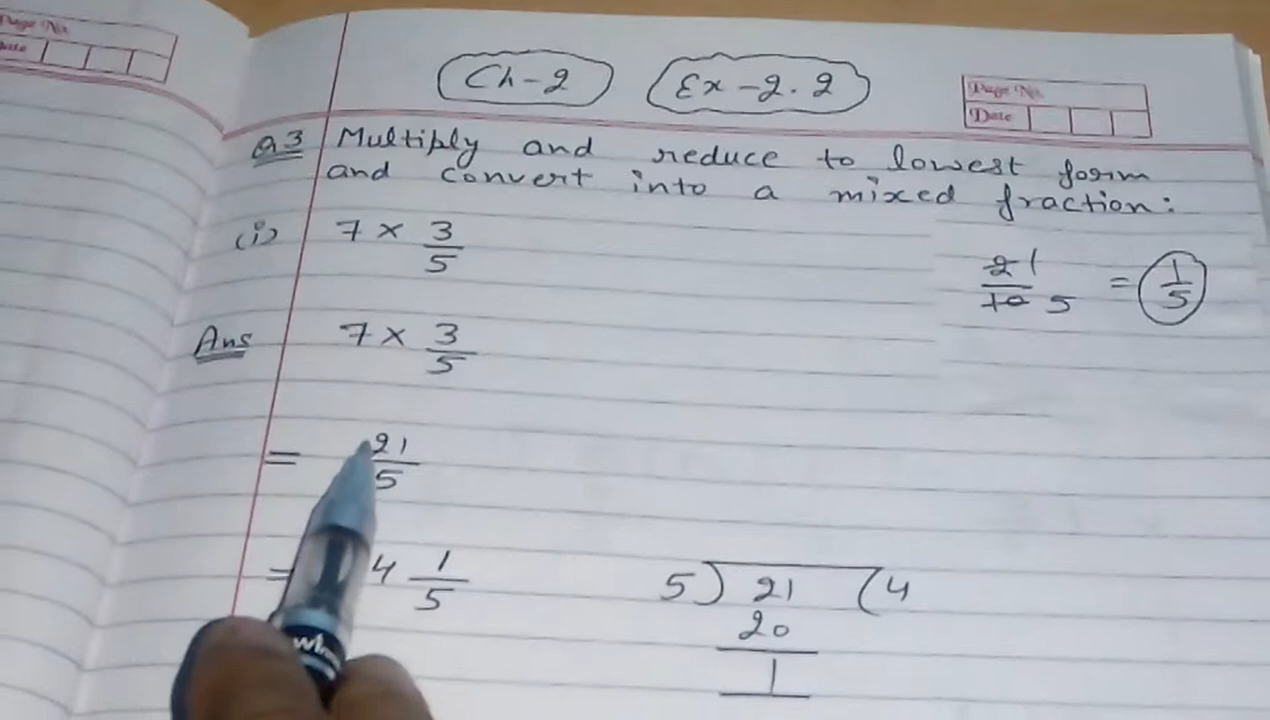 Page No.
Date
Ch-2 Ex-2.2
Page No.
Date
Q3 Multiply and reduce to lowest form
and convert into a mixed fraction:
(i) 7 × 3/5
2 1/10 5 = 1/5
Ans 7 × 3/5
= 21/5
= 4 1/5
5) 21 (4
20
1